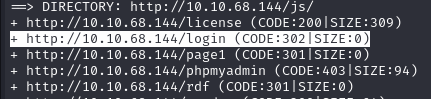 ==> DIRECTORY: http://10.10.68.144/js/
+ http://10.10.68.144/license (CODE:200|SIZE:309)
+ http://10.10.68.144/login (CODE:302|SIZE:0)
+ http://10.10.68.144/page1 (CODE:301|SIZE:0)
+ http://10.10.68.144/phpmyadmin (CODE:403|SIZE:94)
+ http://10.10.68.144/rdf (CODE:301|SIZE:0)